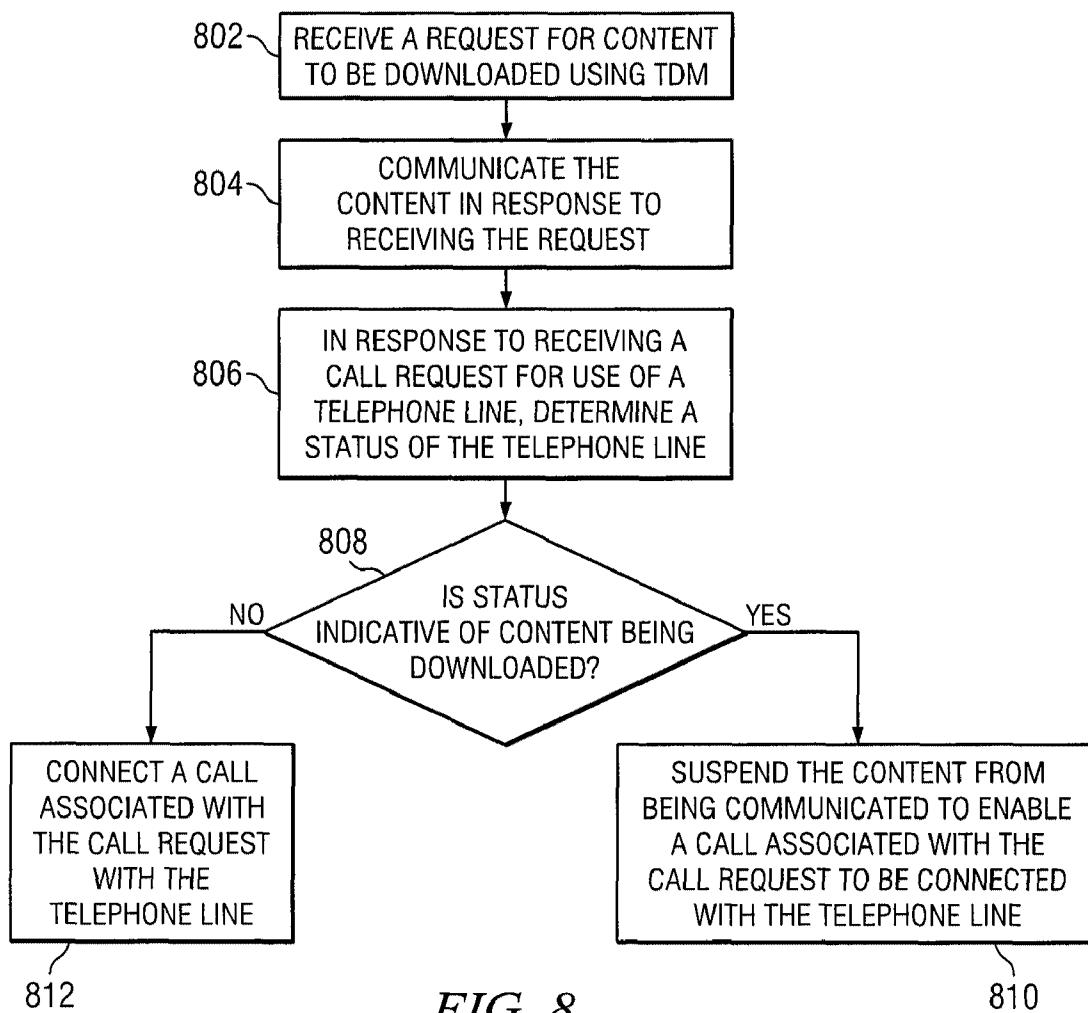 802
RECEIVE A REQUEST FOR CONTENT
TO BE DOWNLOADED USING TDM
804
COMMUNICATE THE
CONTENT IN RESPONSE TO
RECEIVING THE REQUEST
806
IN RESPONSE TO RECEIVING A
CALL REQUEST FOR USE OF A
TELEPHONE LINE, DETERMINE A
STATUS OF THE TELEPHONE LINE
808
IS STATUS
INDICATIVE OF CONTENT BEING
DOWNLOADED?
NO
YES
CONNECT A CALL
ASSOCIATED WITH
THE CALL REQUEST
WITH THE
TELEPHONE LINE
812
SUSPEND THE CONTENT FROM
BEING COMMUNICATED TO ENABLE
A CALL ASSOCIATED WITH THE
CALL REQUEST TO BE CONNECTED
WITH THE TELEPHONE LINE
810
FIG. 8